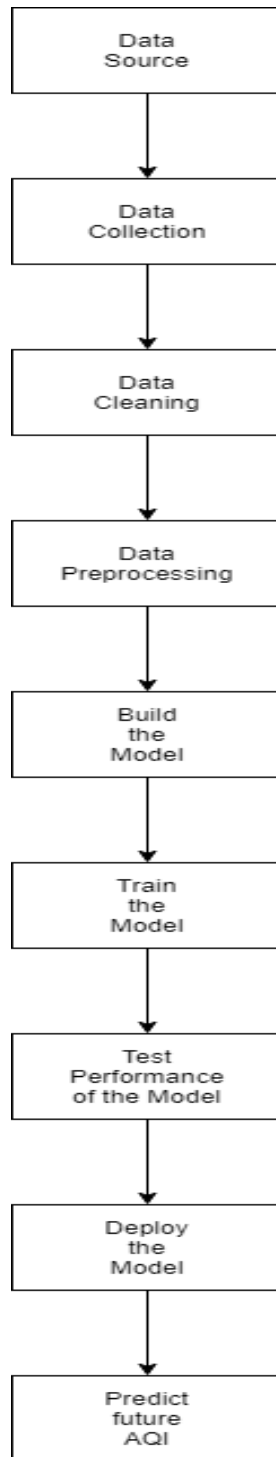 Data
Source
Data
Collection
Data
Cleaning
Data
Preprocessing
Build
the
Model
Train
the
Model
Test
Performance
of the Model
Deploy
the
Model
Predict
future
AQI